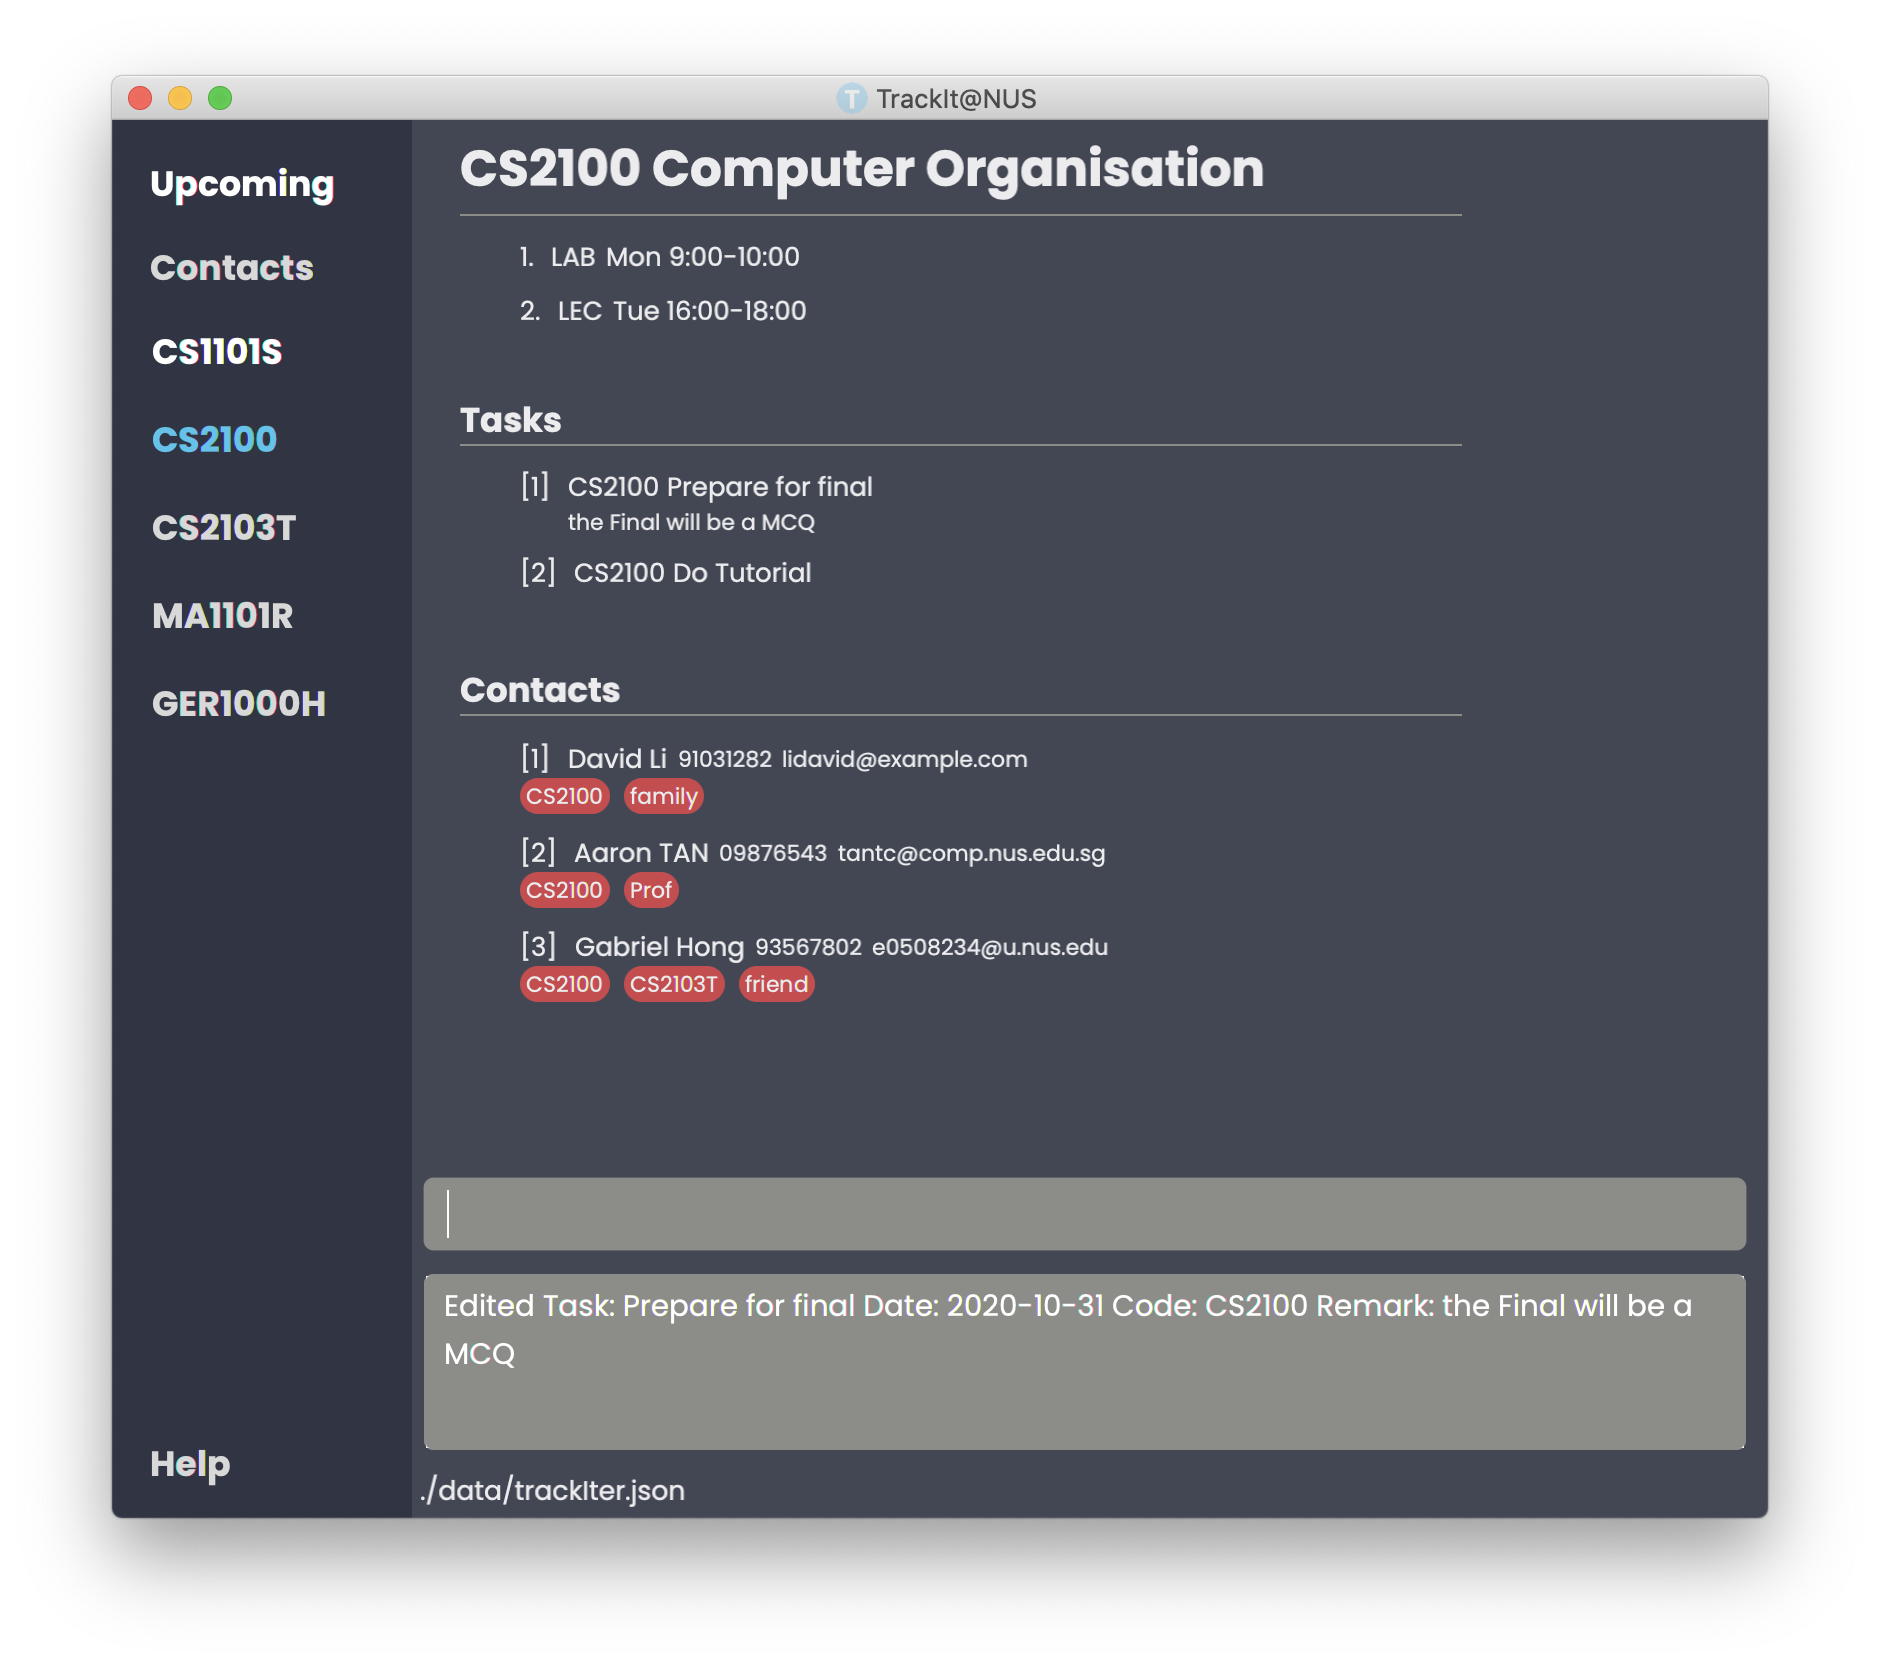 T TrackIt@NUS
Upcoming
Contacts
CS1101S
CS2100
CS2103T
MA1101R
GER1000H
Help
CS2100 Computer Organisation
1. LAB Mon 9:00-10:00
2. LEC Tue 16:00-18:00
Tasks
[1] CS2100 Prepare for final
the Final will be a MCQ
[2] CS2100 Do Tutorial
Contacts
[1] David Li 91031282 lidavid@example.com
CS2100 family
[2] Aaron TAN 09876543 tantc@comp.nus.edu.sg
CS2100 Prof
[3] Gabriel Hong 93567802 e0508234@u.nus.edu
CS2100 CS2103T friend
Edited Task: Prepare for final Date: 2020-10-31 Code: CS2100 Remark: the Final will be a
MCQ
./data/trackIter.json